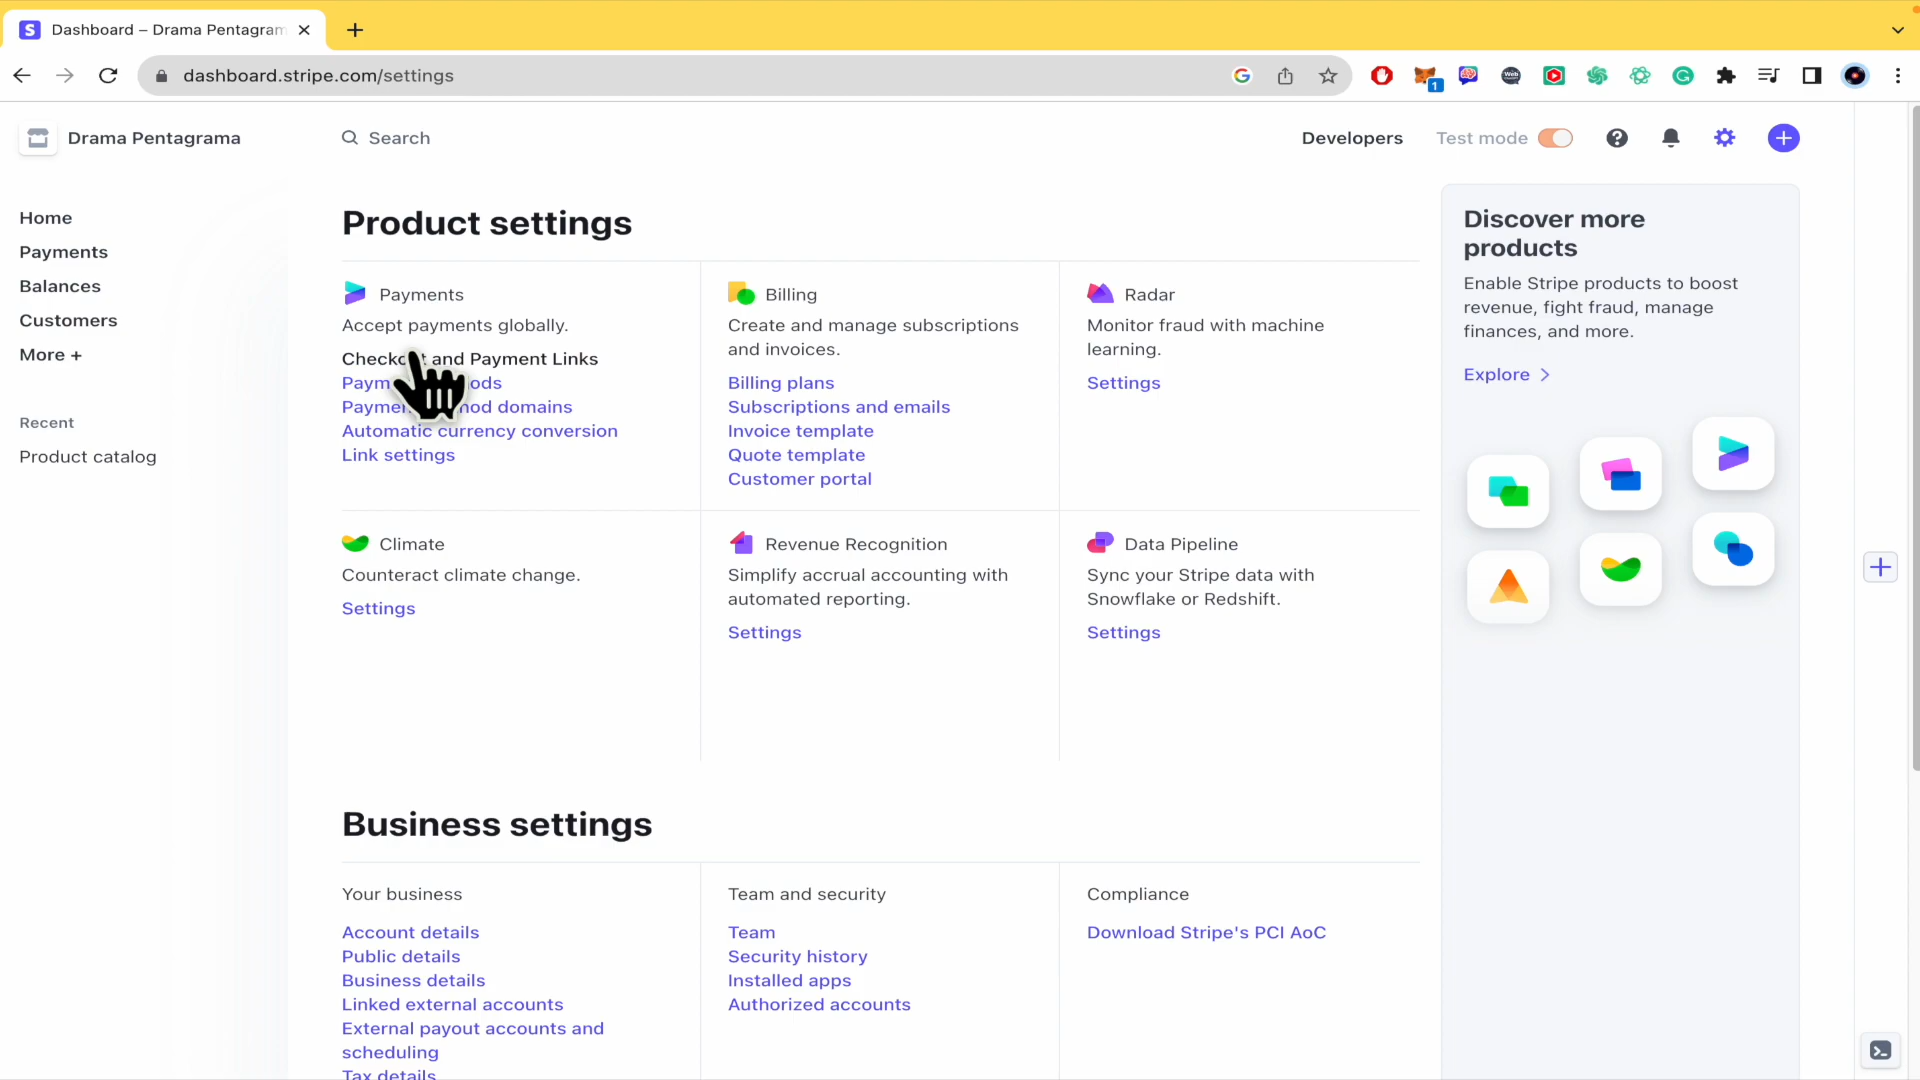 Dashboard – Drama Pentagram
dashboard.stripe.com/settings
1
Drama Pentagrama
Search
Developers
Test mode
Home
Payments
Balances
Customers
More +
Recent
Product catalog
Product settings
Payments
Accept payments globally.
and Payment Links
domains
Automatic currency conversion
Link settings
Billing
Create and manage subscriptions
and invoices.
Billing plans
Subscriptions and emails
Invoice template
Quote template
Customer portal
Radar
Monitor fraud with machine
learning.
Settings
Climate
Counteract climate change.
Settings
Revenue Recognition
Simplify accrual accounting with
automated reporting.
Settings
Data Pipeline
Sync your Stripe data with
Snowflake or Redshift.
Settings
Business settings
Your business
Account details
Public details
Business details
Linked external accounts
External payout accounts and
scheduling
Tax details
Team and security
Team
Security history
Installed apps
Authorized accounts
Compliance
Download Stripe's PCI AoC
Discover more
products
Enable Stripe products to boost
revenue, fight fraud, manage
finances, and more.
Explore